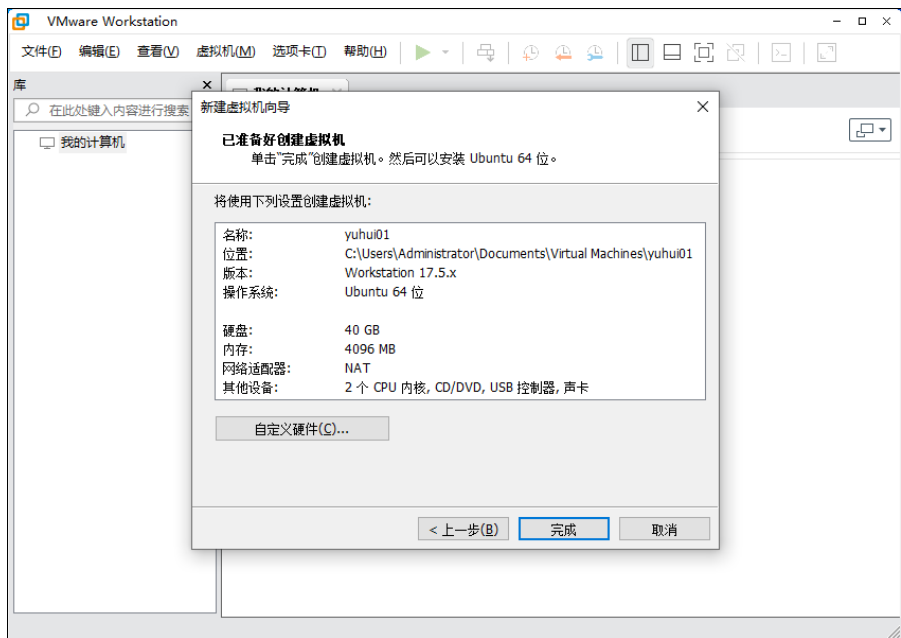 VMware Workstation
文件(F) 编辑(E) 查看(V) 虚拟机(M) 选项卡(T) 帮助(H)
库
在此处键入内容进行搜索
我的计算机
我的计算机
新建虚拟机向导
已准备好创建虚拟机
单击"完成"创建虚拟机。然后可以安装 Ubuntu 64 位。
将使用下列设置创建虚拟机:
名称: yuhui01
位置: C:\Users\Administrator\Documents\Virtual Machines\yuhui01
版本: Workstation 17.5.x
操作系统: Ubuntu 64 位
硬盘: 40 GB
内存: 4096 MB
网络适配器: NAT
其他设备: 2 个 CPU 内核, CD/DVD, USB 控制器, 声卡
自定义硬件(C)...
< 上一步(B) 完成 取消